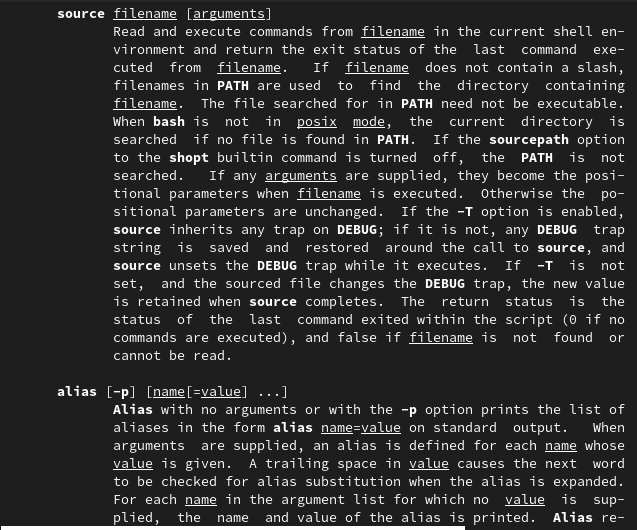 source filename [arguments]
Read and execute commands from filename in the current shell en-
vironment and return the exit status of the last command exe-
cuted from filename. If filename does not contain a slash,
filenames in PATH are used to find the directory containing
filename. The file searched for in PATH need not be executable.
When bash is not in posix mode, the current directory is
searched if no file is found in PATH. If the sourcepath option
to the shopt builtin command is turned off, the PATH is not
searched. If any arguments are supplied, they become the posi-
tional parameters when filename is executed. Otherwise the po-
sitional parameters are unchanged. If the -T option is enabled,
source inherits any trap on DEBUG; if it is not, any DEBUG trap
string is saved and restored around the call to source, and
source unsets the DEBUG trap while it executes. If -T is not
set, and the sourced file changes the DEBUG trap, the new value
is retained when source completes. The return status is the
status of the last command exited within the script (0 if no
commands are executed), and false if filename is not found or
cannot be read.
alias [-p] [name[=value] ...]
Alias with no arguments or with the -p option prints the list of
aliases in the form alias name=value on standard output. When
arguments are supplied, an alias is defined for each name whose
value is given. A trailing space in value causes the next word
to be checked for alias substitution when the alias is expanded.
For each name in the argument list for which no value is sup-
plied, the name and value of the alias is printed. Alias re-